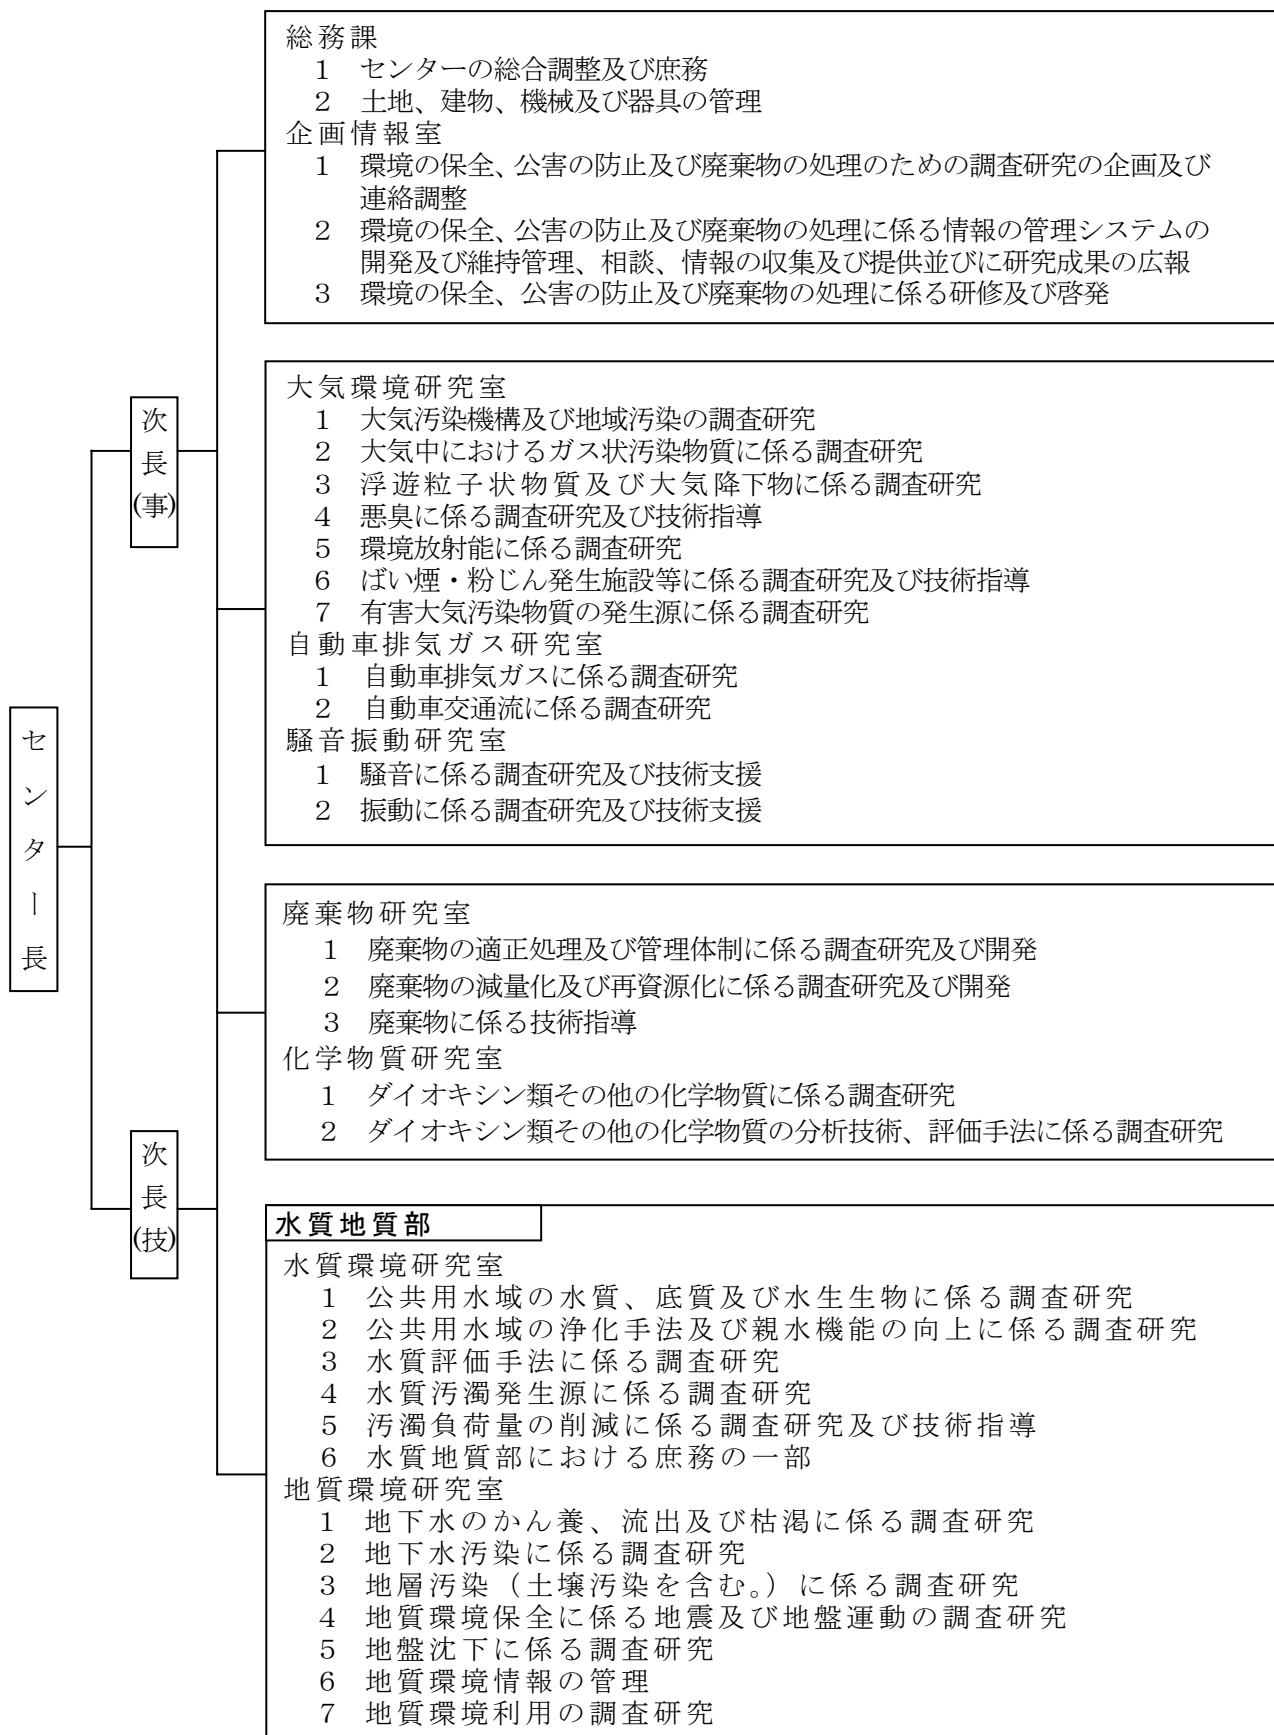 総務課
1 センターの総合調整及び庶務
2 土地、建物、機械及び器具の管理
企画情報室
1 環境の保全、公害の防止及び廃棄物の処理のための調査研究の企画及び
連絡調整
2 環境の保全、公害の防止及び廃棄物の処理に係る情報の管理システムの
開発及び維持管理、相談、情報の収集及び提供並びに研究成果の広報
3 環境の保全、公害の防止及び廃棄物の処理に係る研修及び啓発
次長(事)
大気環境研究室
1 大気汚染機構及び地域汚染の調査研究
2 大気中におけるガス状汚染物質に係る調査研究
3 浮遊粒子状物質及び大気降下物に係る調査研究
4 悪臭に係る調査研究及び技術指導
5 環境放射能に係る調査研究
6 ばい煙・粉じん発生施設等に係る調査研究及び技術指導
7 有害大気汚染物質の発生源に係る調査研究
自動車排気ガス研究室
1 自動車排気ガスに係る調査研究
2 自動車交通流に係る調査研究
騒音振動研究室
1 騒音に係る調査研究及び技術支援
2 振動に係る調査研究及び技術支援
センター長
廃棄物研究室
1 廃棄物の適正処理及び管理体制に係る調査研究及び開発
2 廃棄物の減量化及び再資源化に係る調査研究及び開発
3 廃棄物に係る技術指導
化学物質研究室
1 ダイオキシン類その他の化学物質に係る調査研究
2 ダイオキシン類その他の化学物質の分析技術、評価手法に係る調査研究
次長(技)
水質地質部
水質環境研究室
1 公共用水域の水質、底質及び水生生物に係る調査研究
2 公共用水域の浄化手法及び親水機能の向上に係る調査研究
3 水質評価手法に係る調査研究
4 水質汚濁発生源に係る調査研究
5 汚濁負荷量の削減に係る調査研究及び技術指導
6 水質地質部における庶務の一部
地質環境研究室
1 地下水のかん養、流出及び枯渇に係る調査研究
2 地下水汚染に係る調査研究
3 地層汚染（土壌汚染を含む。）に係る調査研究
4 地質環境保全に係る地震及び地盤運動の調査研究
5 地盤沈下に係る調査研究
6 地質環境情報の管理
7 地質環境利用の調査研究